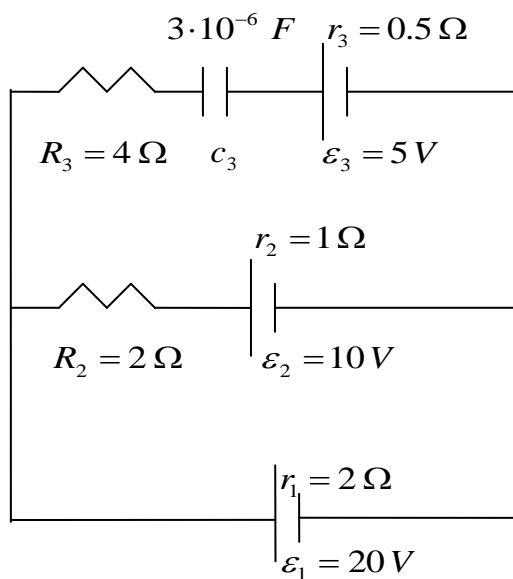 3·10⁻⁶ F r₃ = 0.5 Ω
R₃ = 4 Ω c₃ ε₃ = 5 V
r₂ = 1 Ω
R₂ = 2 Ω ε₂ = 10 V
r₁ = 2 Ω
ε₁ = 20 V